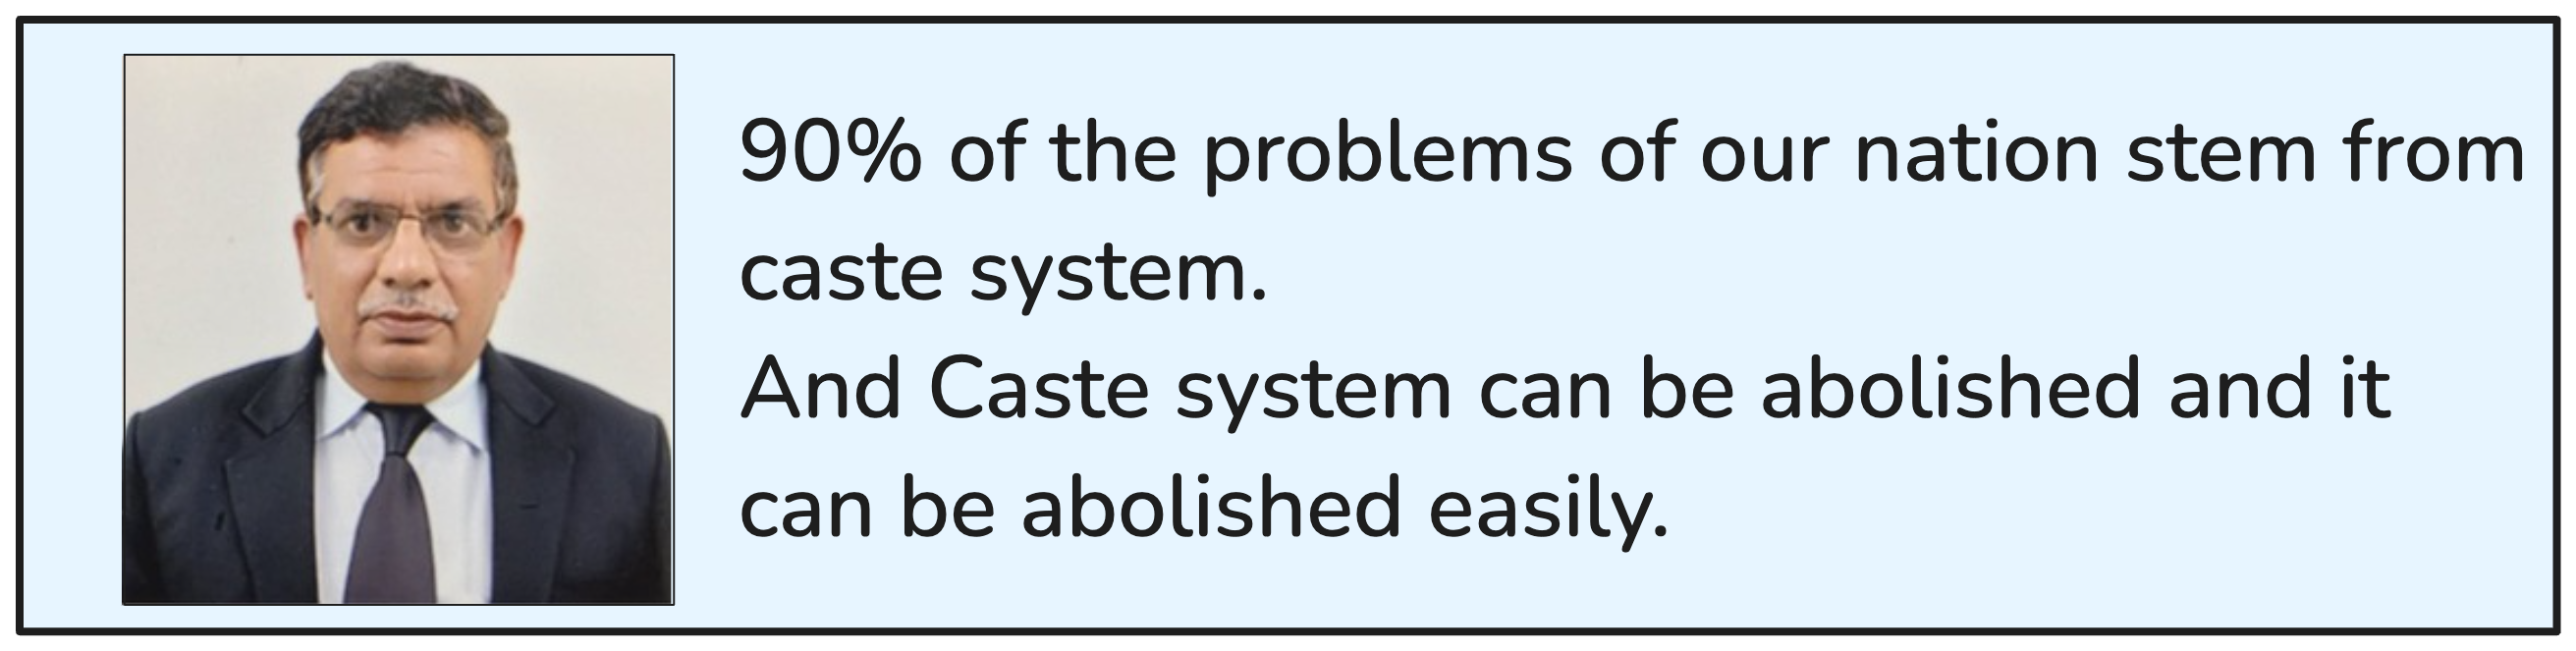 90% of the problems of our nation stem from
caste system.
And Caste system can be abolished and it
can be abolished easily.